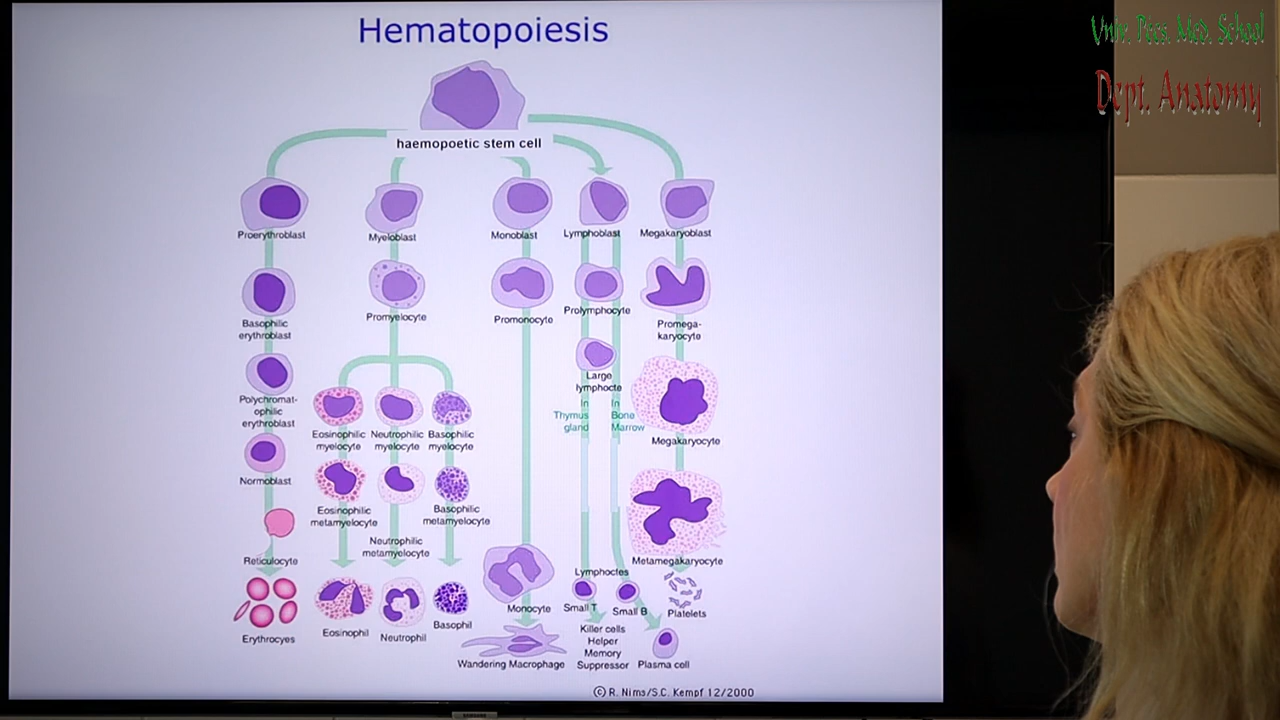 Hematopoiesis
Univ. Pécs. Med. School
Dept. Anatomy
haemopoetic stem cell
Proerythroblast
Myeloblast
Monoblast
Lymphoblast
Megakaryoblast
Basophilic
erythroblast
Promyelocyte
Promonocyte
Prolymphocyte
Promega-
karyocyte
Large
lymphocte
Polychromat-
ophilic
erythroblast
In
Thymus
gland
In
Bone
Marrow
Eosinophilic
myelocyte
Neutrophilic
myelocyte
Basophilic
myelocyte
Megakaryocyte
Normoblast
Eosinophilic
metamyelocyte
Basophilic
metamyelocyte
Neutrophilic
metamyelocyte
Reticulocyte
Metamegakaryocyte
Lymphoctes
Small T
Small B
Monocyte
Platelets
Erythrocyes
Eosinophil
Neutrophil
Basophil
Killer cells
Helper
Memory
Suppressor
Wandering Macrophage
Plasma cell
© R. Nims/S.C. Kempf 12/2000
SAMSUNG